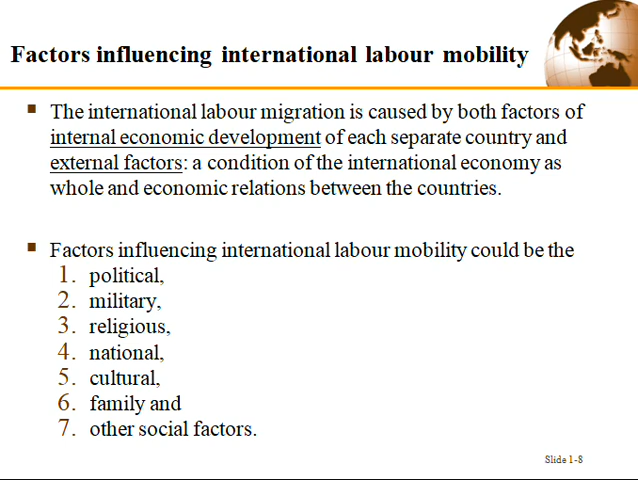 Factors influencing international labour mobility
▪ The international labour migration is caused by both factors of
internal economic development of each separate country and
external factors: a condition of the international economy as
whole and economic relations between the countries.
▪ Factors influencing international labour mobility could be the
1. political,
2. military,
3. religious,
4. national,
5. cultural,
6. family and
7. other social factors.
Slide 1-8